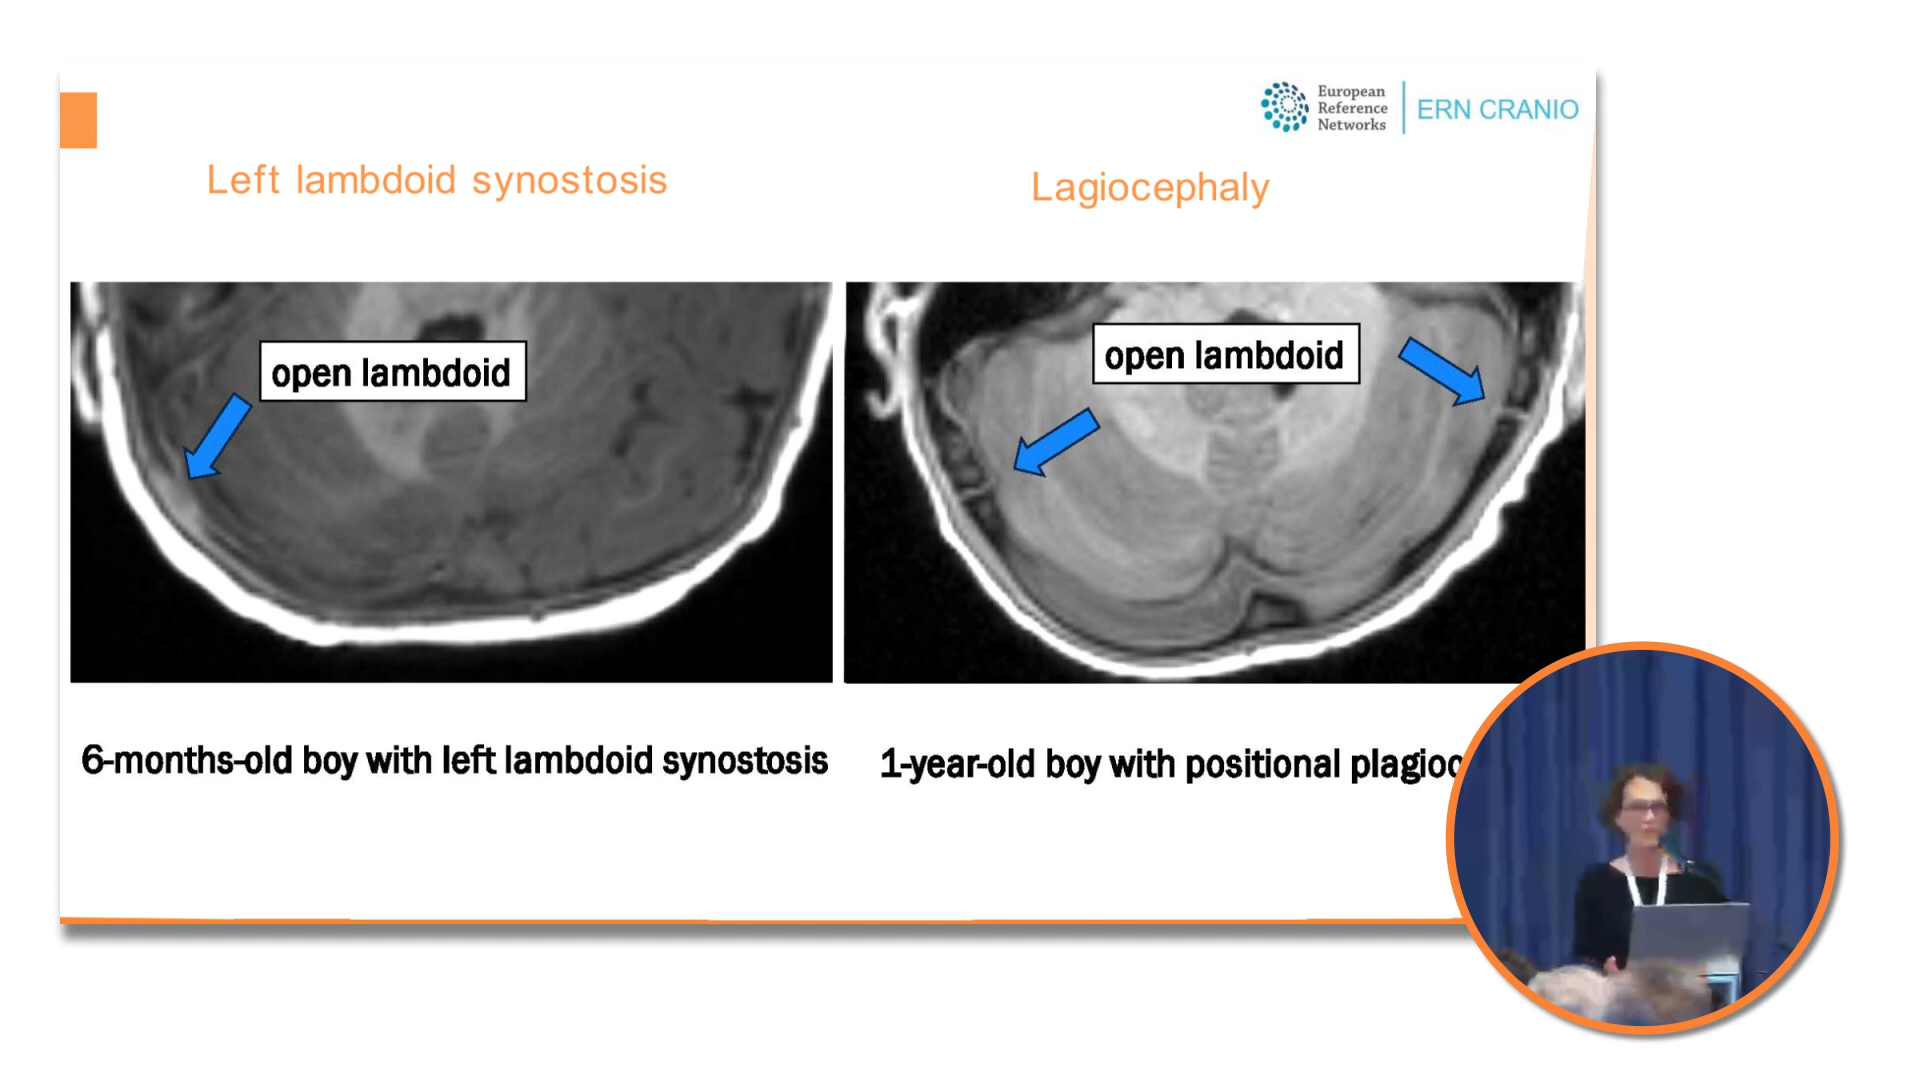 European
Reference
Networks
ERN CRANIO
Left lambdoid synostosis
Lagiocephaly
open lambdoid
open lambdoid
6-months-old boy with left lambdoid synostosis
1-year-old boy with positional